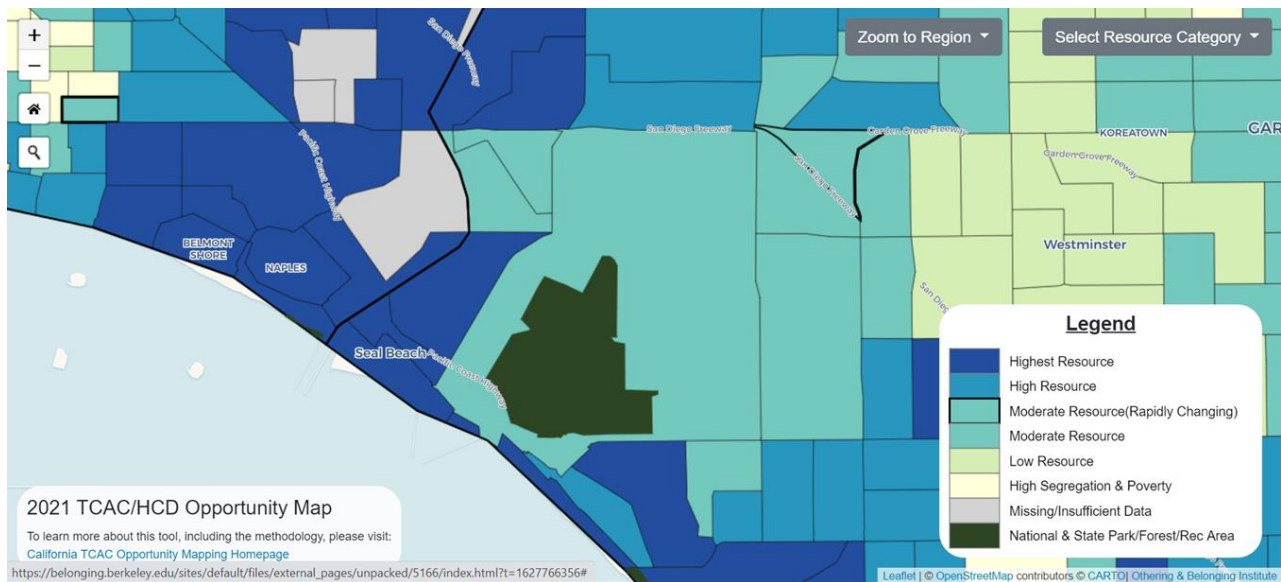 +
−
San Diego Freeway
Zoom to Region
Select Resource Category
Pacific Coast Highway
San Diego Freeway
Garden Grove Freeway
KOREATOWN
GAR
Garden Grove Freeway
San Diego Freeway
BELMONT
SHORE
NAPLES
Westminster
San Dieg
Seal Beach
Pacific Coast Highway
Legend
Highest Resource
High Resource
Moderate Resource(Rapidly Changing)
Moderate Resource
Low Resource
High Segregation & Poverty
Missing/Insufficient Data
National & State Park/Forest/Rec Area
2021 TCAC/HCD Opportunity Map
To learn more about this tool, including the methodology, please visit:
California TCAC Opportunity Mapping Homepage
https://belonging.berkeley.edu/sites/default/files/external_pages/unpacked/5166/index.html?t=1627766356#
Leaflet | © OpenStreetMap contributors © CARTO| Othering & Belonging Institute